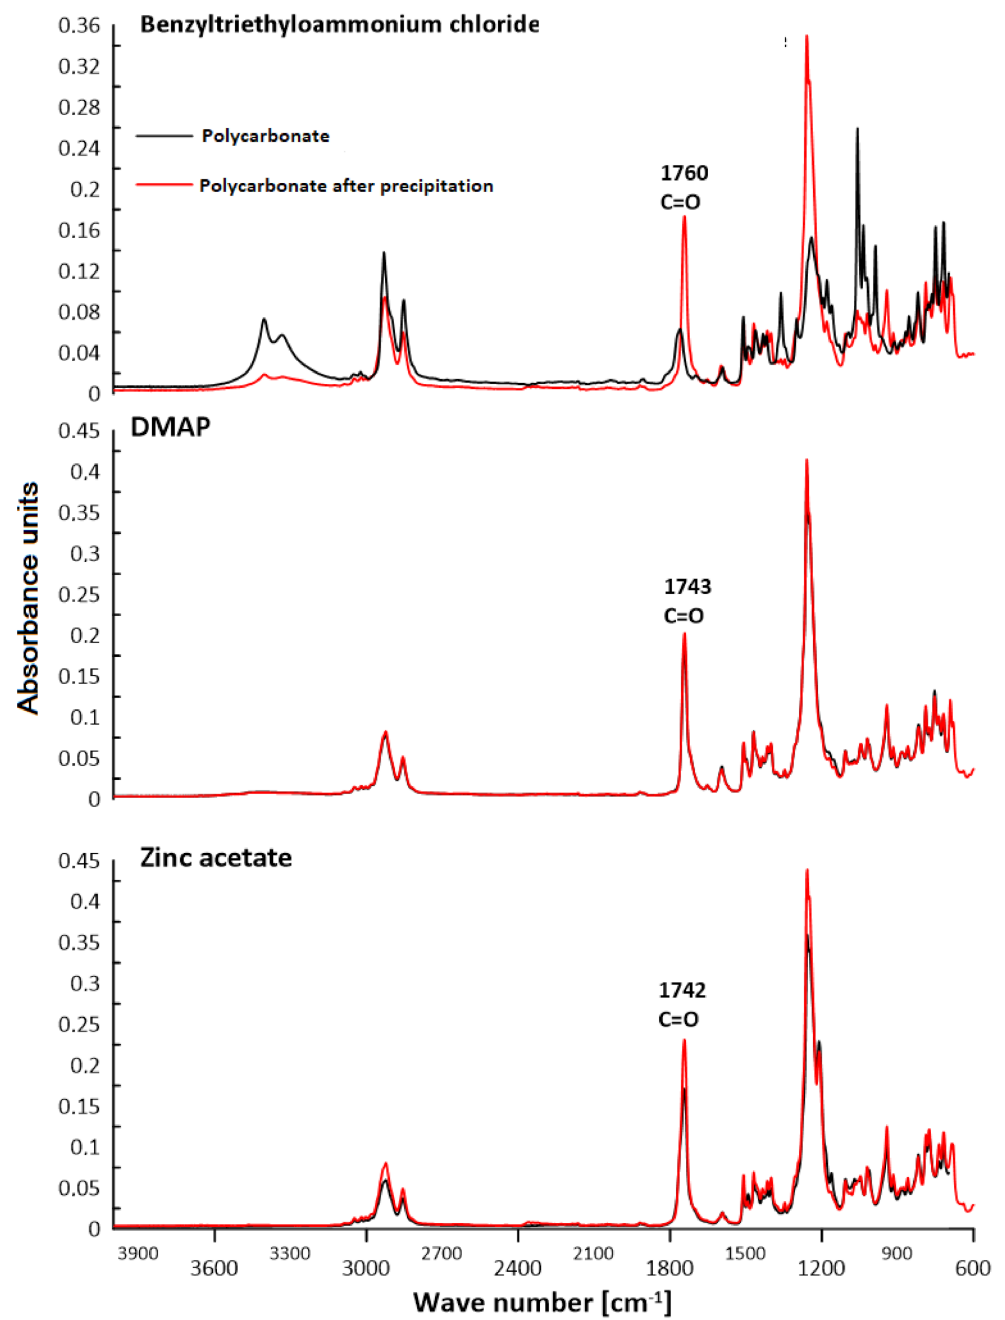 Benzyltriethyloammonium chloride
0.36
0.32
0.28
0.24
0.2
0.16
0.12
0.08
0.04
0
Polycarbonate
Polycarbonate after precipitation
1760
C=O
DMAP
0.45
0,4
0,35
0.3
0.25
0.2
0.15
0.1
0.05
0
1743
C=O
Absorbance units
Zinc acetate
0.45
0.4
0.35
0.3
0.25
0.2
0.15
0.1
0.05
0
1742
C=O
3900 3300 2700 2100 1500 900
3600 3000 2400 1800 1200 600
Wave number [cm⁻¹]